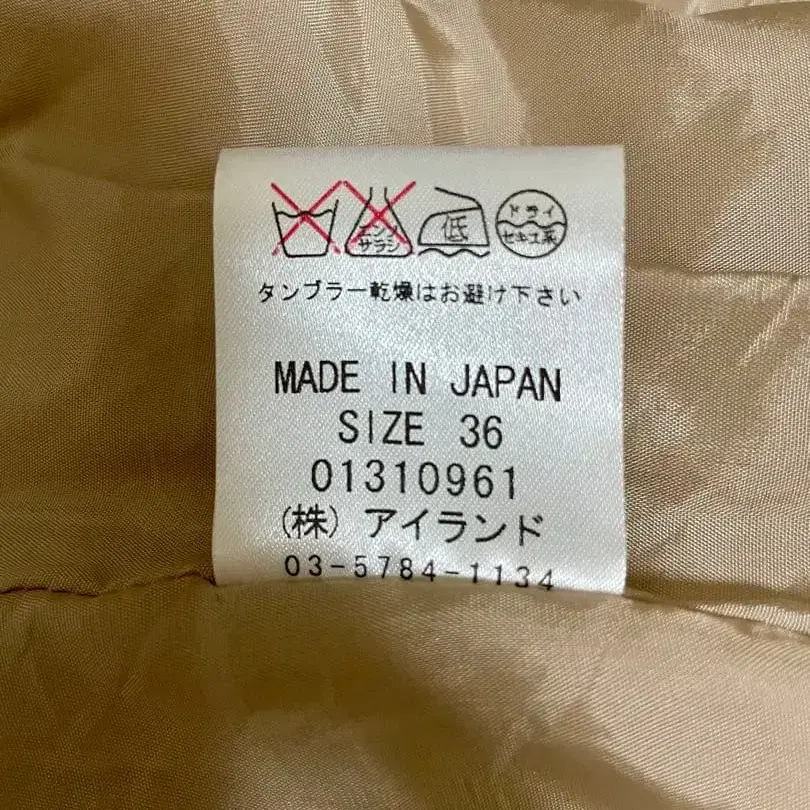 エンソ サラシ 低 ドライ セキユ系
タンブラー乾燥はお避け下さい
MADE IN JAPAN
SIZE 36
01310961
(株) アイランド
03-5784-1134